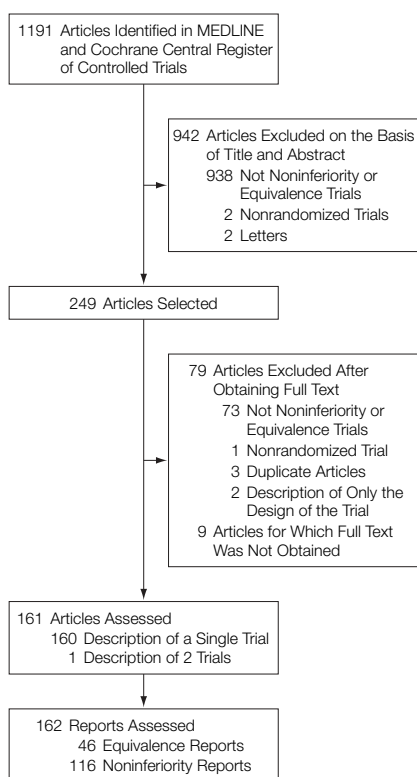 1191 Articles Identified in MEDLINE
and Cochrane Central Register
of Controlled Trials
942 Articles Excluded on the Basis
of Title and Abstract
938 Not Noninferiority or
Equivalence Trials
2 Nonrandomized Trials
2 Letters
249 Articles Selected
79 Articles Excluded After
Obtaining Full Text
73 Not Noninferiority or
Equivalence Trials
1 Nonrandomized Trial
3 Duplicate Articles
2 Description of Only the
Design of the Trial
9 Articles for Which Full Text
Was Not Obtained
161 Articles Assessed
160 Description of a Single Trial
1 Description of 2 Trials
162 Reports Assessed
46 Equivalence Reports
116 Noninferiority Reports